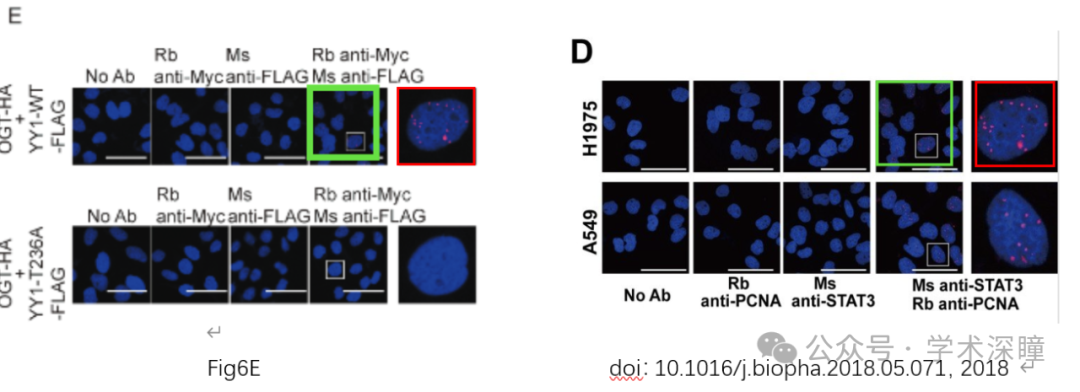 E
No Ab
Rb
anti-Myc
Ms
anti-FLAG
Rb anti-Myc
Ms anti-FLAG
OGT-HA
+
YY1-WT
-FLAG
No Ab
Rb
anti-Myc
Ms
anti-FLAG
Rb anti-Myc
Ms anti-FLAG
OGT-HA
+
YY1-T236A
-FLAG
Fig6E
D
H1975
A549
No Ab
Rb
anti-PCNA
Ms
anti-STAT3
Ms anti-STAT3
Rb anti-PCNA
公众号 · 学术深瞳
doi: 10.1016/j.biopha.2018.05.071, 2018